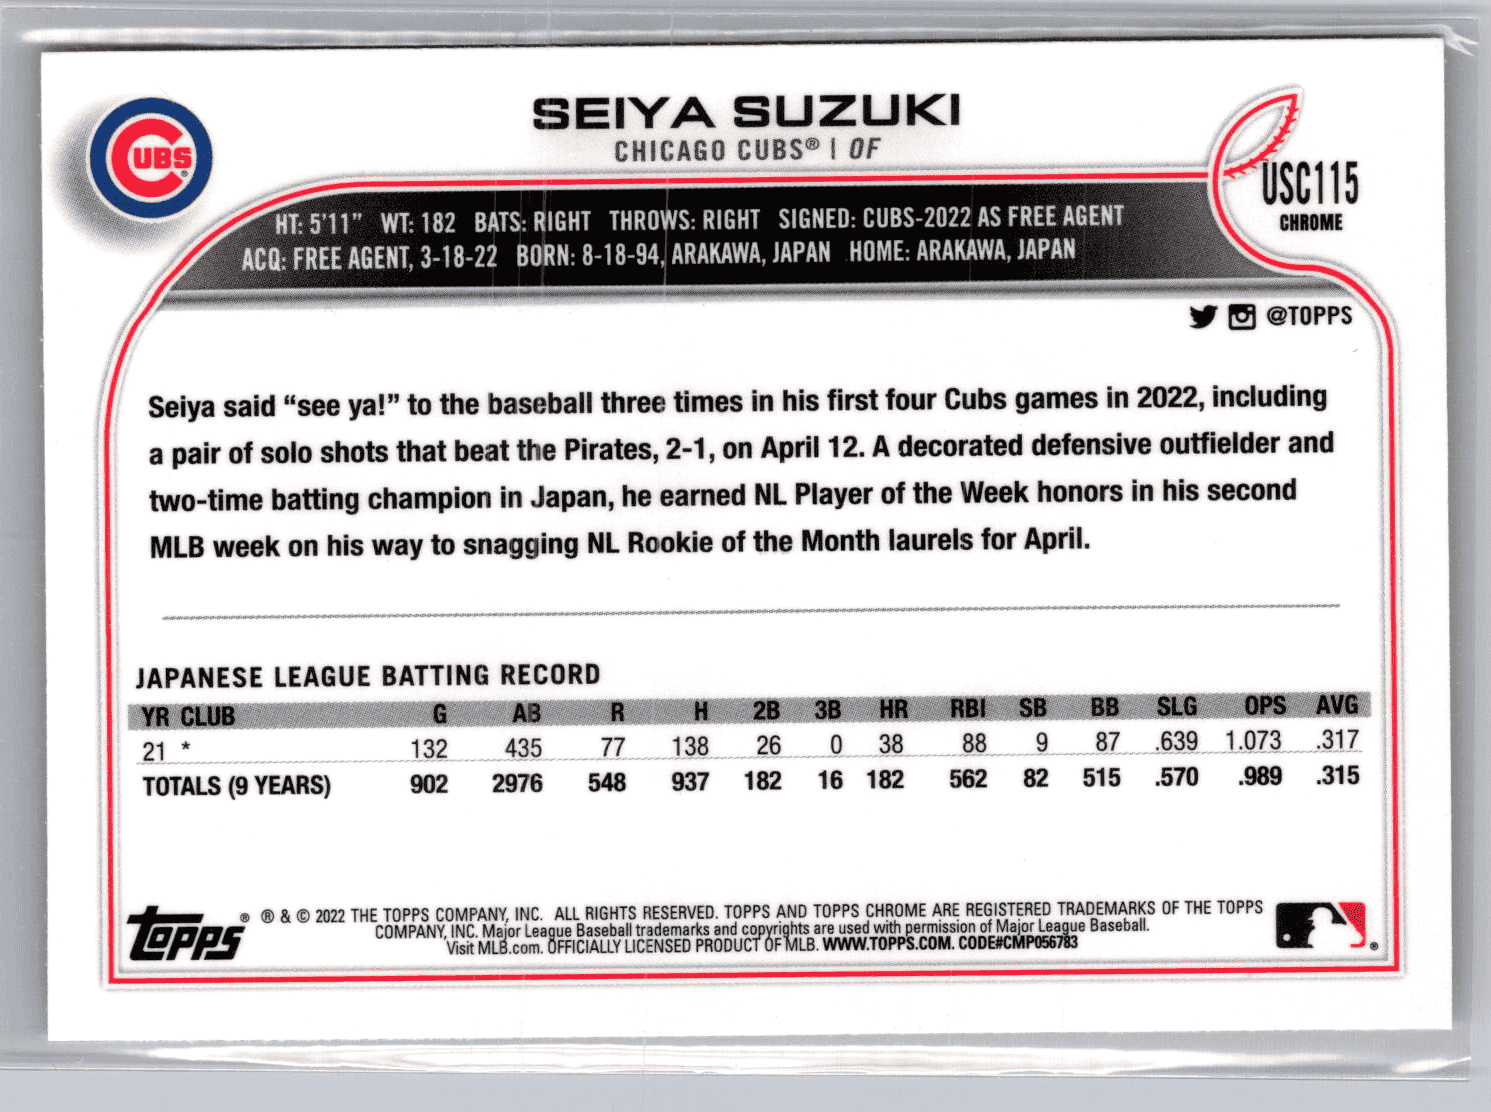 CUBS®
SEIYA SUZUKI
CHICAGO CUBS® | OF
USC115
CHROME
HT: 5'11" WT: 182 BATS: RIGHT THROWS: RIGHT SIGNED: CUBS-2022 AS FREE AGENT
ACQ: FREE AGENT, 3-18-22 BORN: 8-18-94, ARAKAWA, JAPAN HOME: ARAKAWA, JAPAN
@TOPPS
Seiya said “see ya!” to the baseball three times in his first four Cubs games in 2022, including
a pair of solo shots that beat the Pirates, 2-1, on April 12. A decorated defensive outfielder and
two-time batting champion in Japan, he earned NL Player of the Week honors in his second
MLB week on his way to snagging NL Rookie of the Month laurels for April.
JAPANESE LEAGUE BATTING RECORD
YR CLUB G AB R H 2B 3B HR RBI SB BB SLG OPS AVG
21 * 132 435 77 138 26 0 38 88 9 87 .639 1.073 .317
TOTALS (9 YEARS) 902 2976 548 937 182 16 182 562 82 515 .570 .989 .315
Topps® ® & © 2022 THE TOPPS COMPANY, INC. ALL RIGHTS RESERVED. TOPPS AND TOPPS CHROME ARE REGISTERED TRADEMARKS OF THE TOPPS
COMPANY, INC. Major League Baseball trademarks and copyrights are used with permission of Major League Baseball.
Visit MLB.com. OFFICIALLY LICENSED PRODUCT OF MLB. WWW.TOPPS.COM. CODE#CMP056783
®